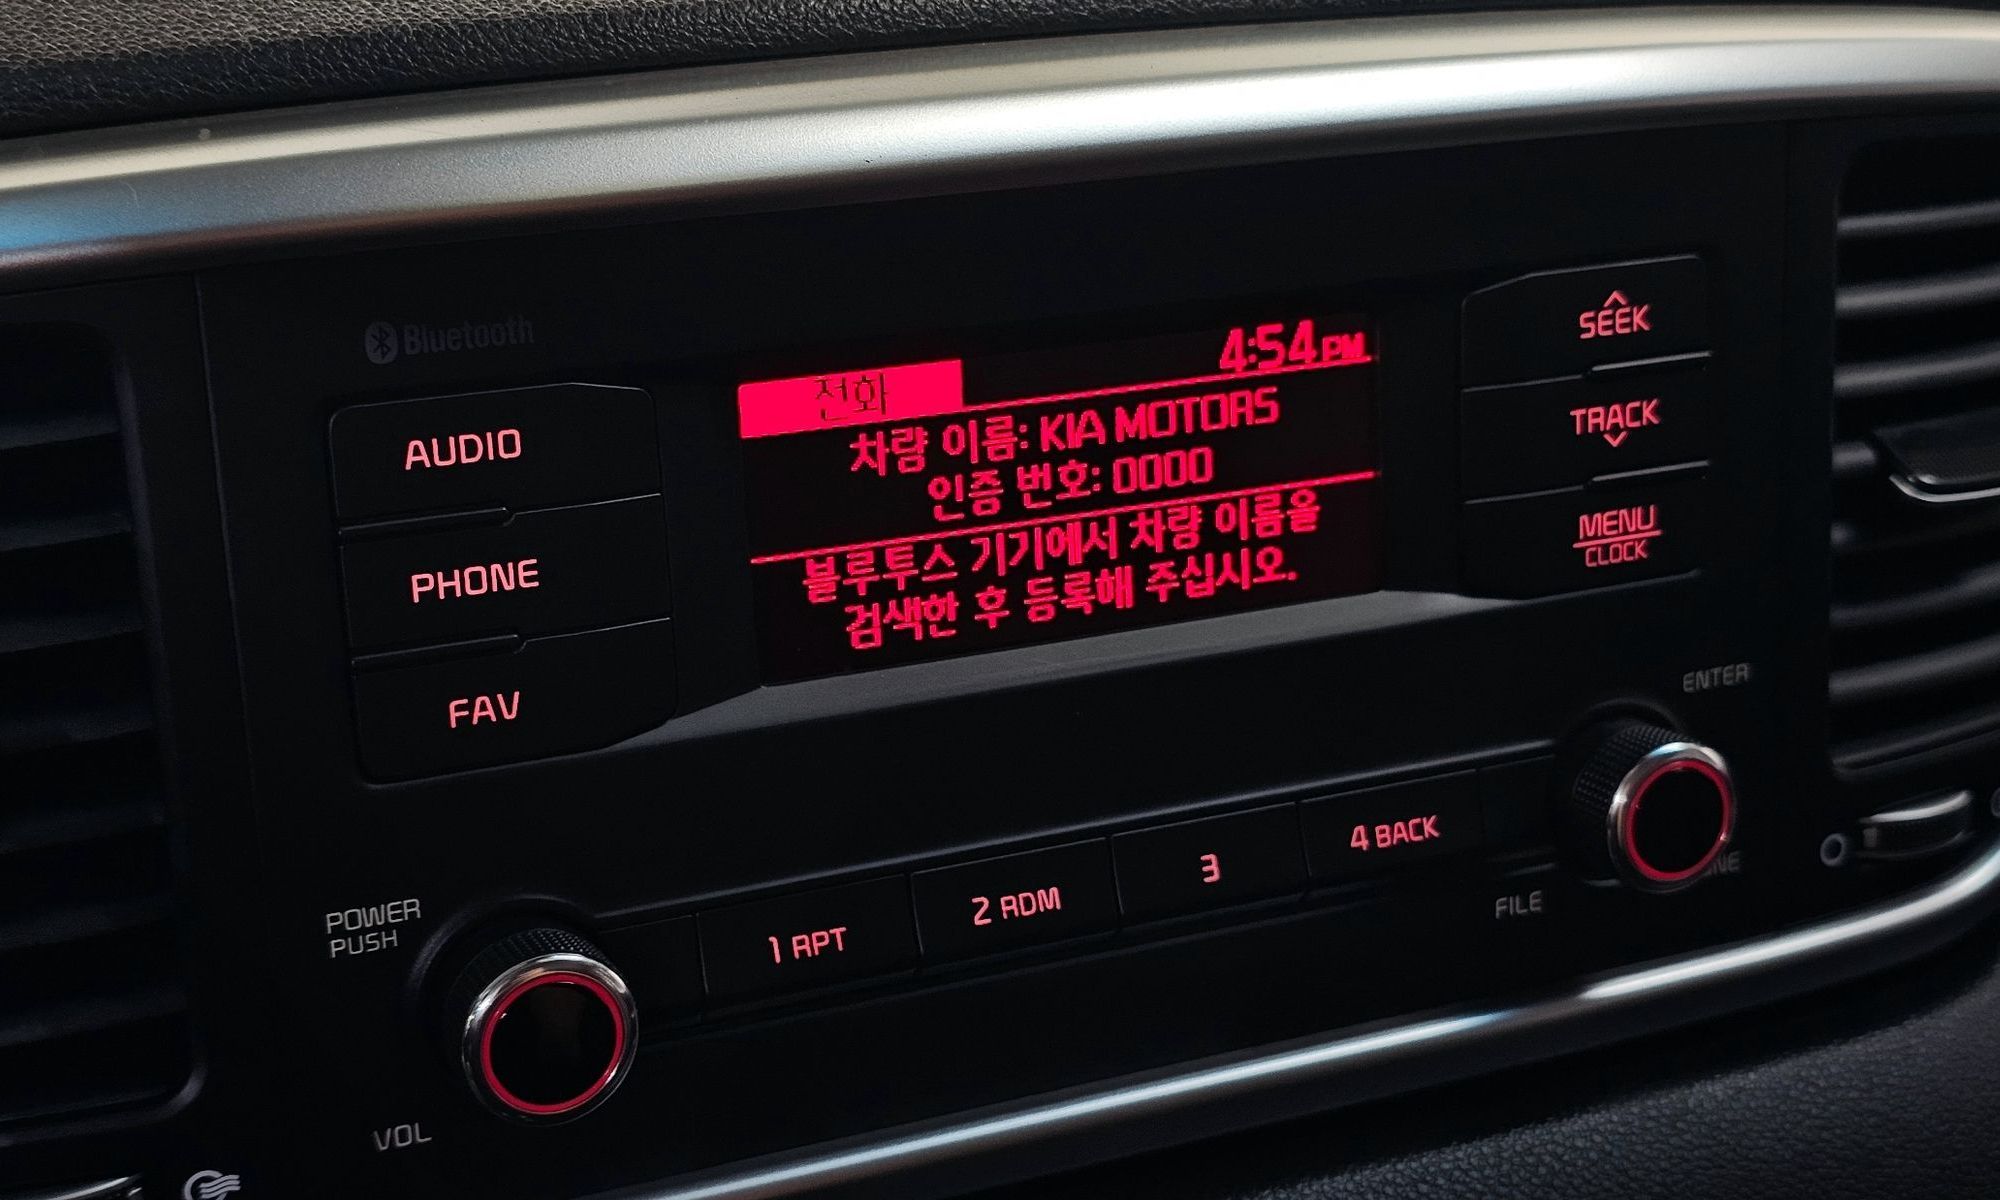 Bluetooth
AUDIO
PHONE
FAV
전화
4:54 PM
차량 이름: KIA MOTORS
인증 번호: 0000
블루투스 기기에서 차량 이름을
검색한 후 등록해 주십시오.
SEEK
TRACK
MENU
CLOCK
ENTER
FILE
POWER
PUSH
VOL
1 RPT
2 RDM
3
4 BACK